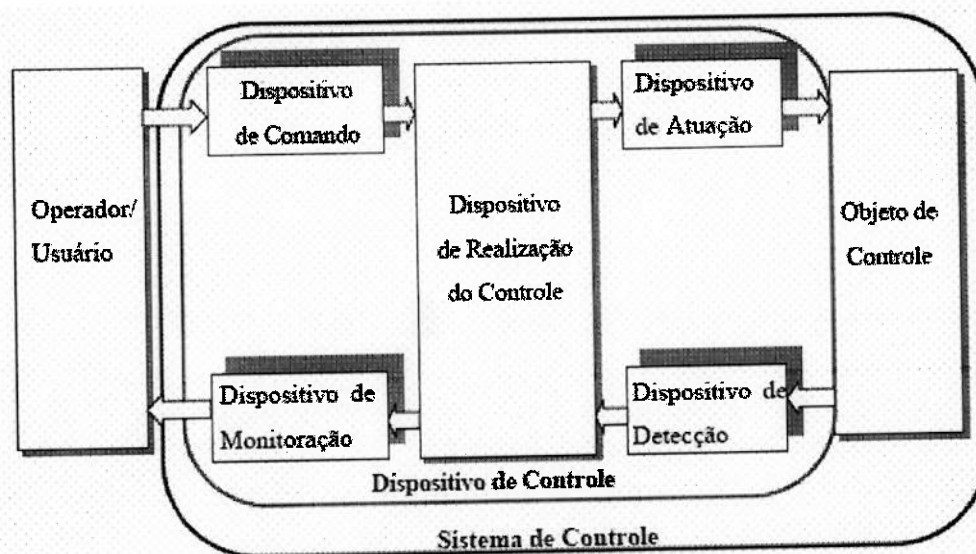 Operador/
Usuário
Dispositivo
de Comando
Dispositivo
de Realização
do Controle
Dispositivo
de Atuação
Objeto de
Controle
Dispositivo de
Monitoração
Dispositivo de
Detecção
Dispositivo de Controle
Sistema de Controle